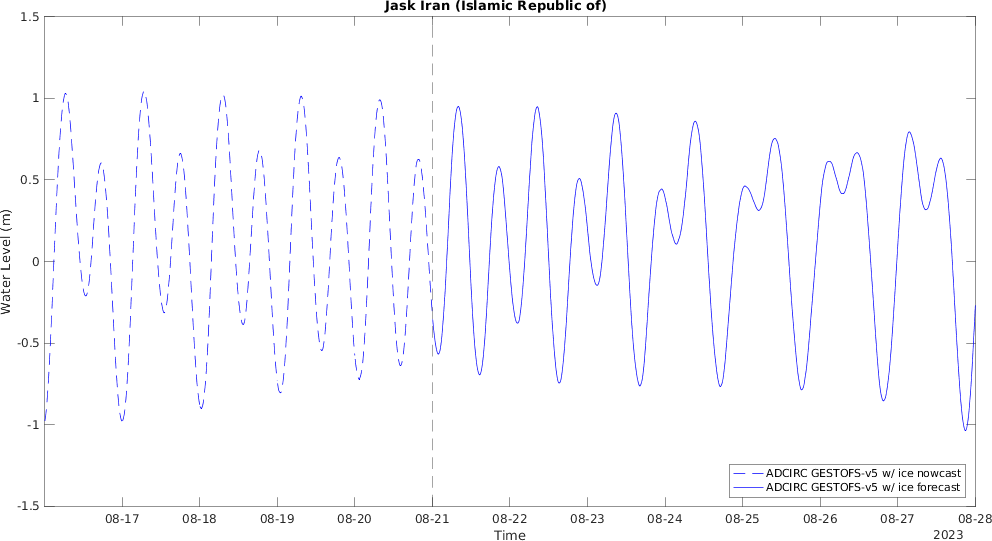 Jask Iran (Islamic Republic of)
1.5
1
0.5
0
-0.5
-1
-1.5
Water Level (m)
ADCIRC GESTOFS-v5 w/ ice nowcast
ADCIRC GESTOFS-v5 w/ ice forecast
08-17 08-18 08-19 08-20 08-21 08-22 08-23 08-24 08-25 08-26 08-27 08-28
Time
2023